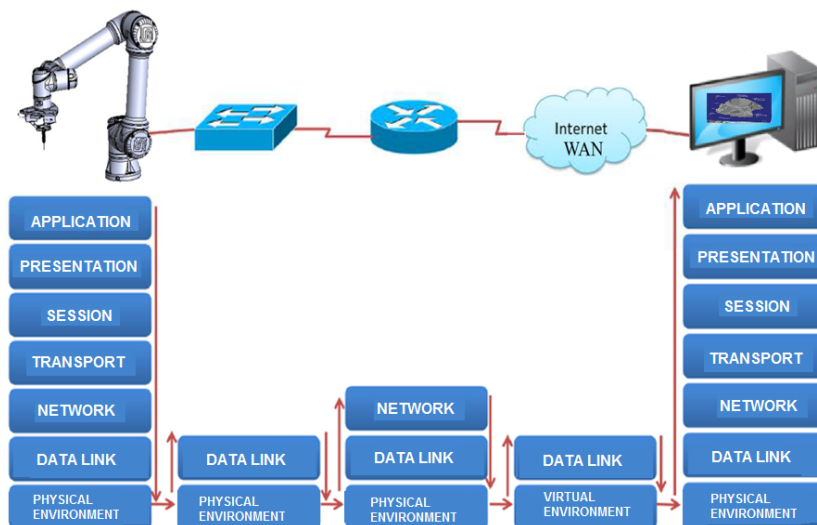 Internet
WAN
APPLICATION
PRESENTATION
SESSION
TRANSPORT
NETWORK
DATA LINK
PHYSICAL
ENVIRONMENT
DATA LINK
PHYSICAL
ENVIRONMENT
NETWORK
DATA LINK
PHYSICAL
ENVIRONMENT
DATA LINK
VIRTUAL
ENVIRONMENT
APPLICATION
PRESENTATION
SESSION
TRANSPORT
NETWORK
DATA LINK
PHYSICAL
ENVIRONMENT